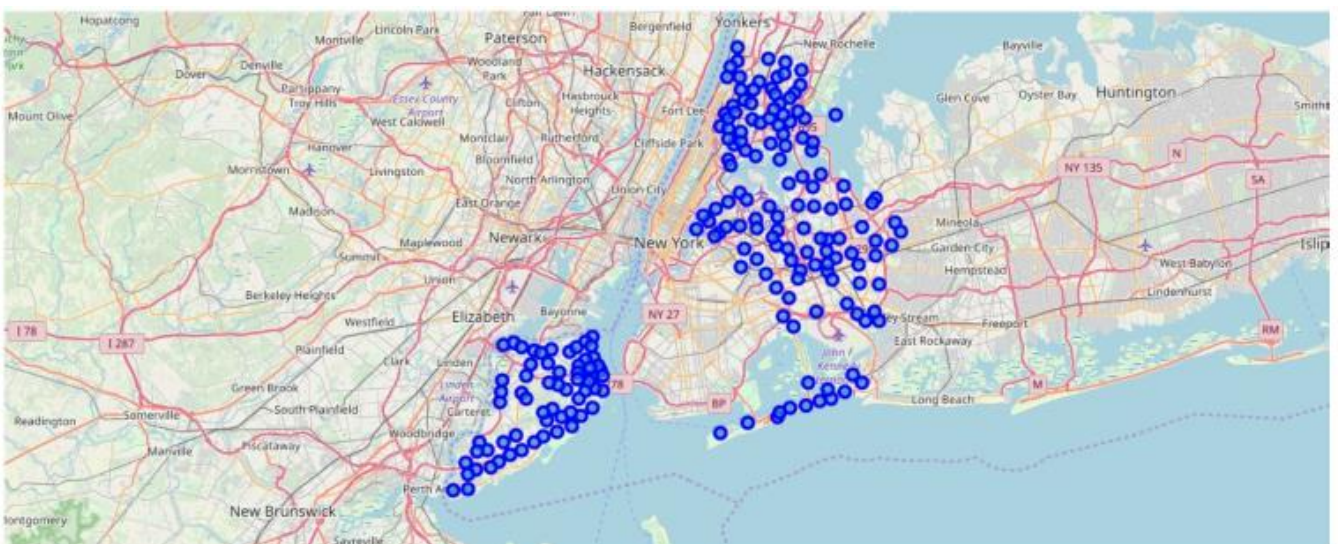 Hopatcong
Lincoln Park
Bergenfield
Yonkers
Montville
Paterson
New Rochelle
Bayville
Denville
Woodland
Park
Hackensack
Dover
Parsippany-
Troy Hills
Essex County
Airport
Clifton
Hasbrouck
Heights
Fort Lee
Glen Cove
Oyster Bay
Huntington
Mount Olive
West Caldwell
Hanover
Montclair
Rutherford
Cliffside Park
N
Bloomfield
NY 135
SA
Morristown
Livingston
North Arlington
Union City
East Orange
Madison
Mineola
Maplewood
Newark
New York
Garden City
Summit
Islip
West Babylon
Union
Hempstead
Berkeley Heights
Lindenhurst
Elizabeth
Bayonne
NY 27
Westfield
ey Stream
Freeport
I 78
I 287
RM
East Rockaway
Plainfield
Clark
Linden
John F
Green Brook
Linden
Airport
78
M
South Plainfield
Carteret
BP
Long Beach
Readington
Somerville
Woodbridge
Manville
Piscataway
Perth A
New Brunswick
ontgomery
Sayreville